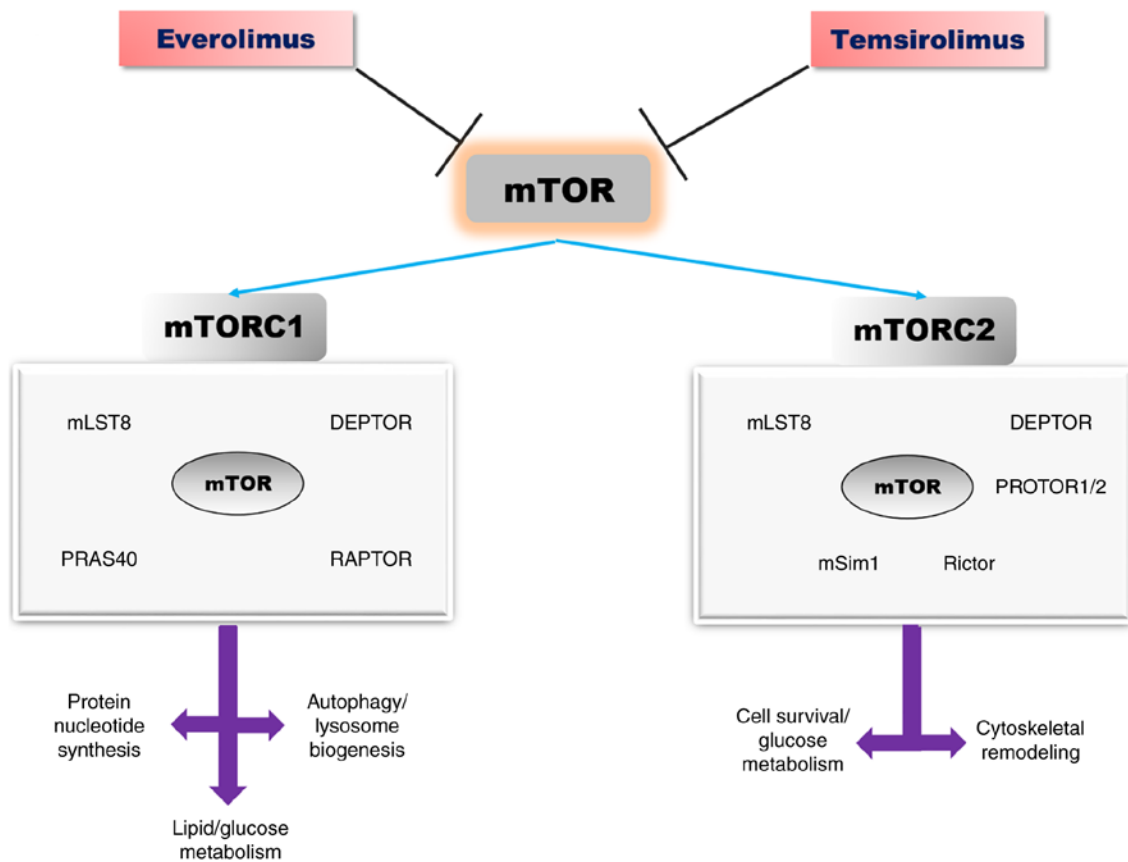 Everolimus
Temsirolimus
mTOR
mTORC1
mTORC2
mLST8
DEPTOR
mTOR
PRAS40
RAPTOR
mLST8
DEPTOR
mTOR
PROTOR1/2
mSim1
Rictor
Protein
nucleotide
synthesis
Autophagy/
lysosome
biogenesis
Lipid/glucose
metabolism
Cell survival/
glucose
metabolism
Cytoskeletal
remodeling